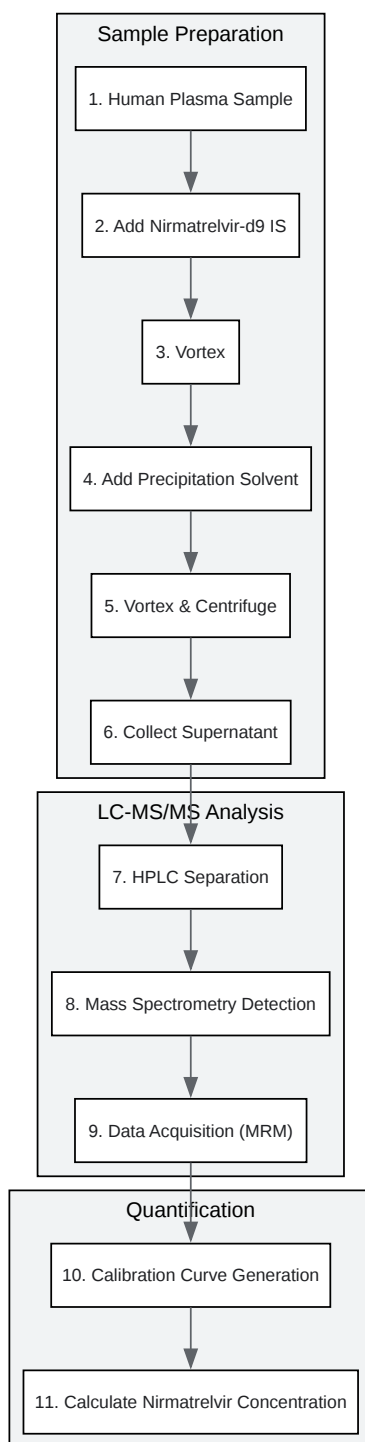 Sample Preparation
1. Human Plasma Sample
2. Add Nirmatrelvir-d9 IS
3. Vortex
4. Add Precipitation Solvent
5. Vortex & Centrifuge
6. Collect Supernatant
LC-MS/MS Analysis
7. HPLC Separation
8. Mass Spectrometry Detection
9. Data Acquisition (MRM)
Quantification
10. Calibration Curve Generation
11. Calculate Nirmatrelvir Concentration